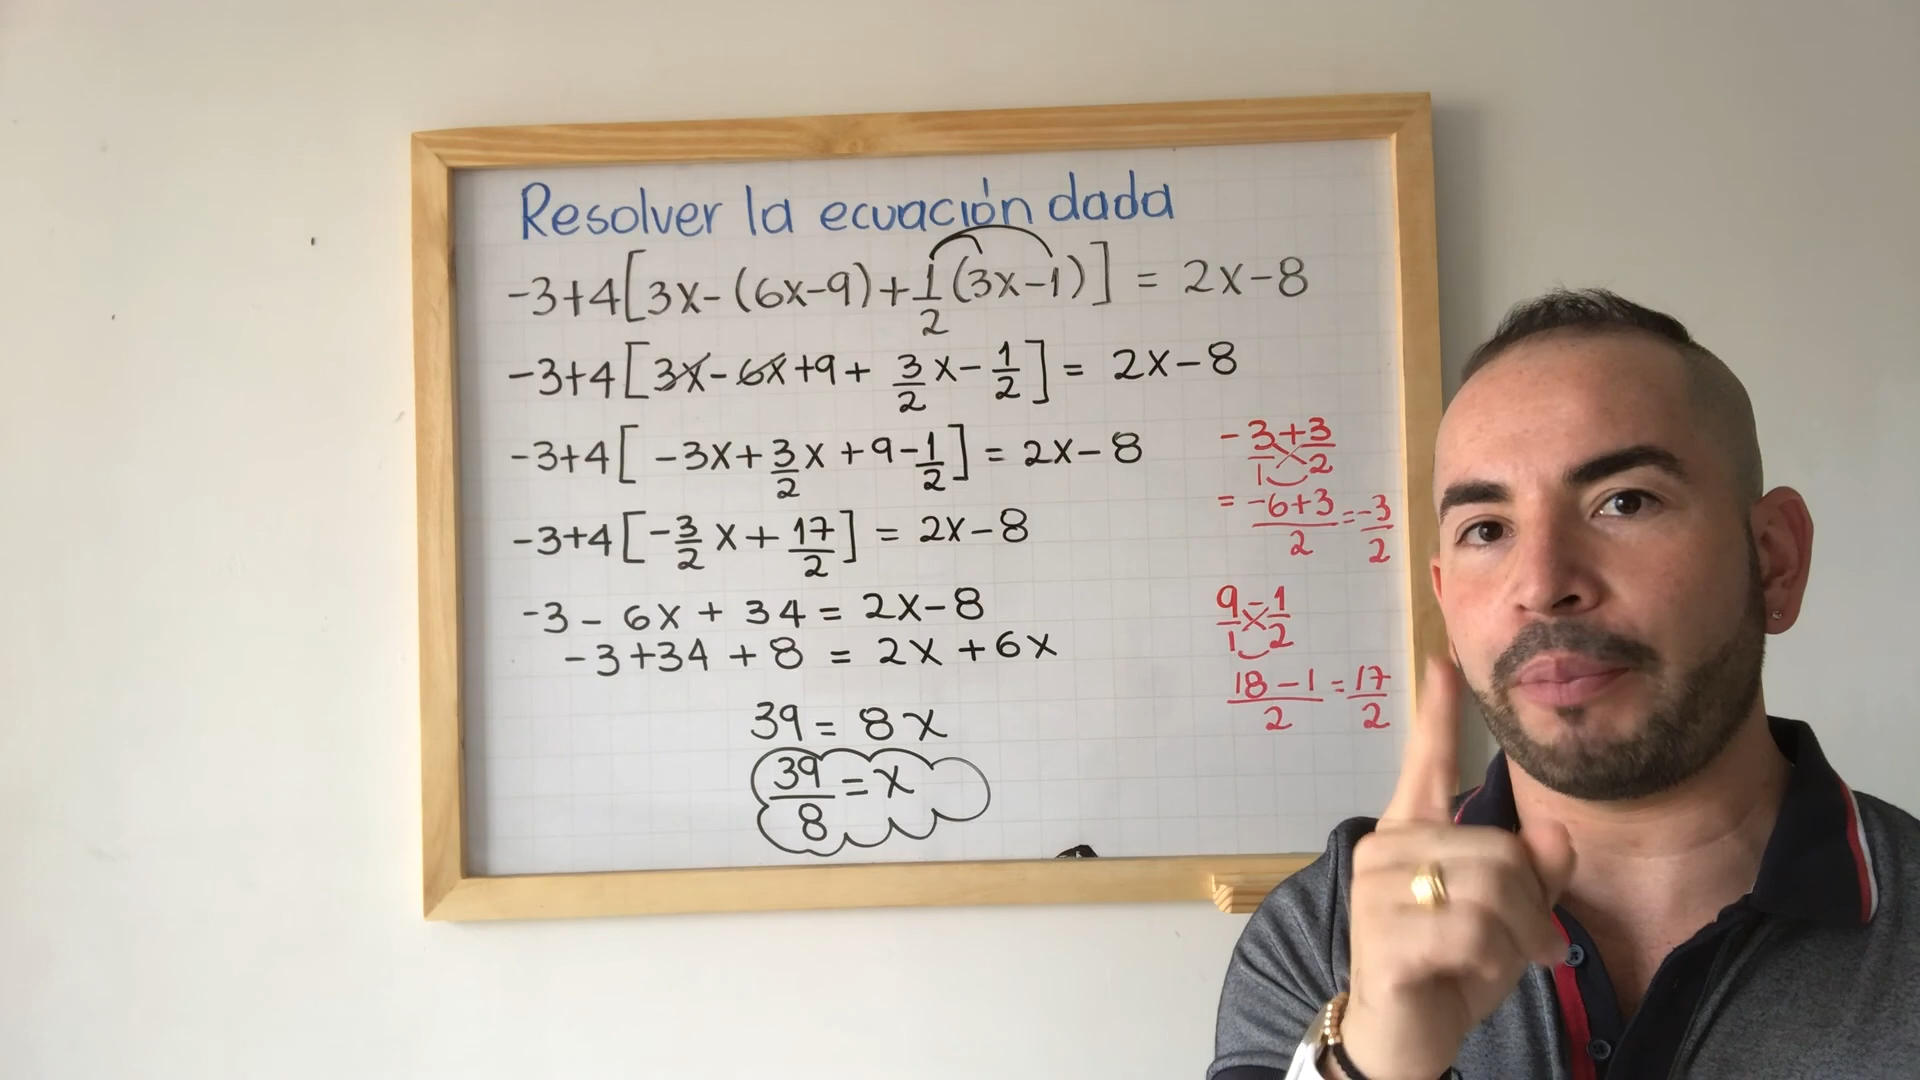 Resolver la ecuación dada
-3+4[3x-(6x-9)+1/2(3x-1)] = 2x-8
-3+4[3x-6x+9+3/2x-1/2] = 2x-8
-3+4[-3x+3/2x+9-1/2] = 2x-8
-3+4[-3/2x+17/2] = 2x-8
-3-6x+34=2x-8
-3+34+8=2x+6x
39=8x
39/8=x
-3/1+3/2
=-6+3/2=-3/2
9/1-1/2
18-1/2=17/2